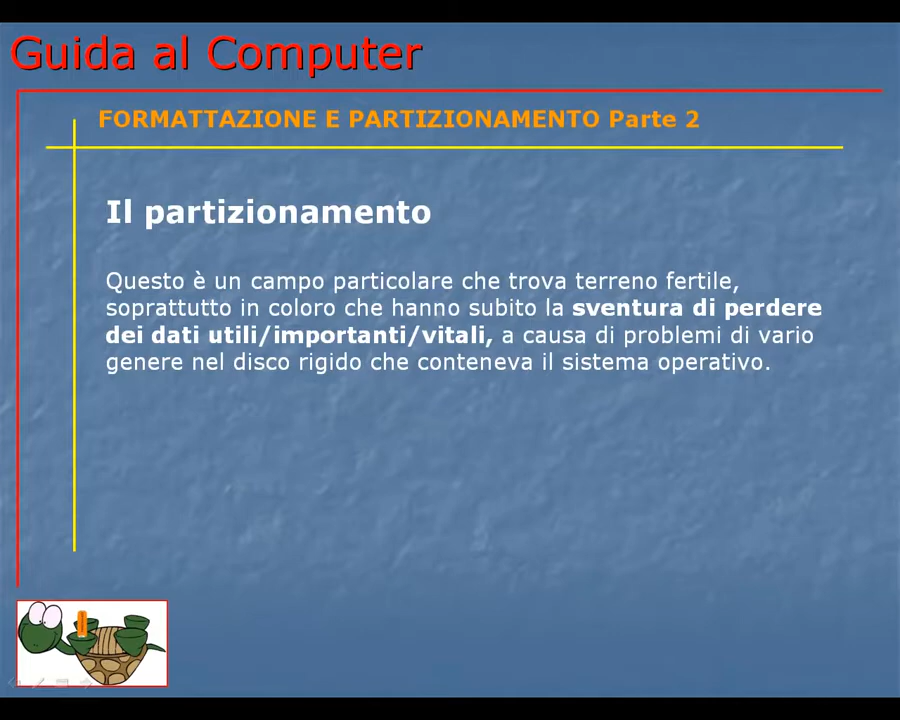 Guida al Computer
FORMATTAZIONE E PARTIZIONAMENTO Parte 2
Il partizionamento
Questo è un campo particolare che trova terreno fertile,
soprattutto in coloro che hanno subito la sventura di perdere
dei dati utili/importanti/vitali, a causa di problemi di vario
genere nel disco rigido che conteneva il sistema operativo.